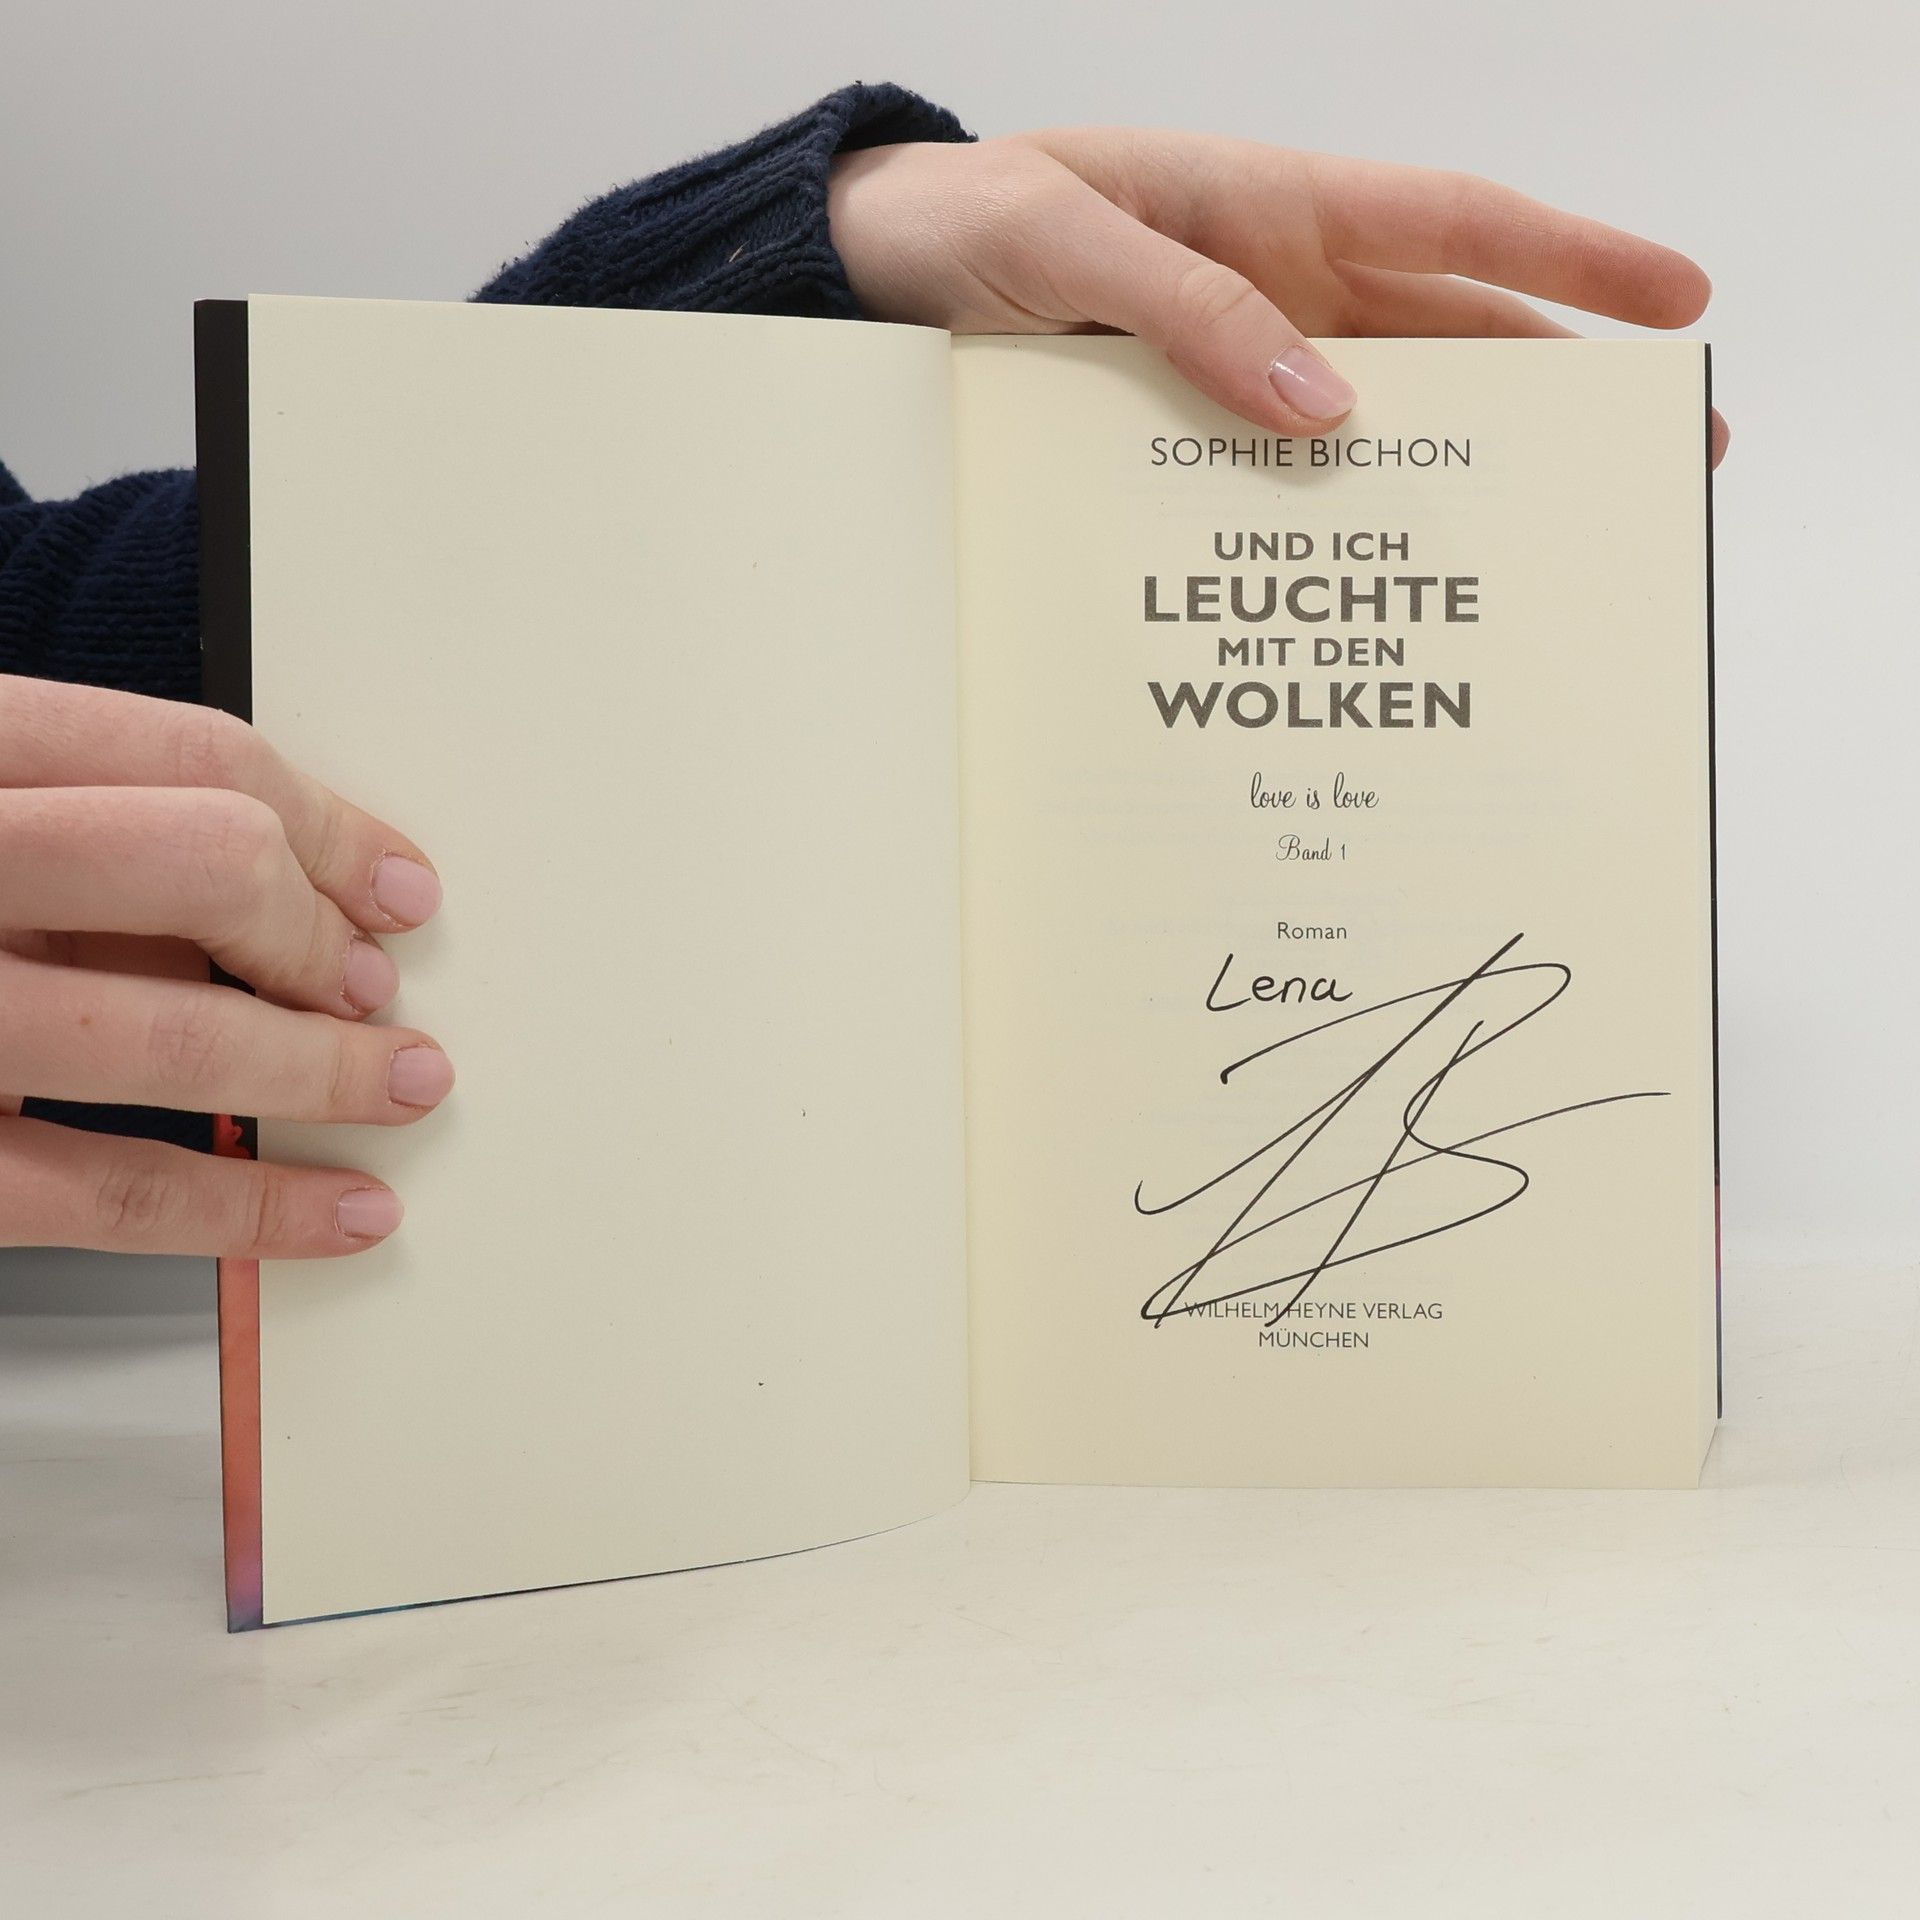 SOPHIE BICHON
UND ICH
LEUCHTE
MIT DEN
WOLKEN
love is love
Band 1
Roman
Lena
WILHELM HEYNE VERLAG
MÜNCHEN